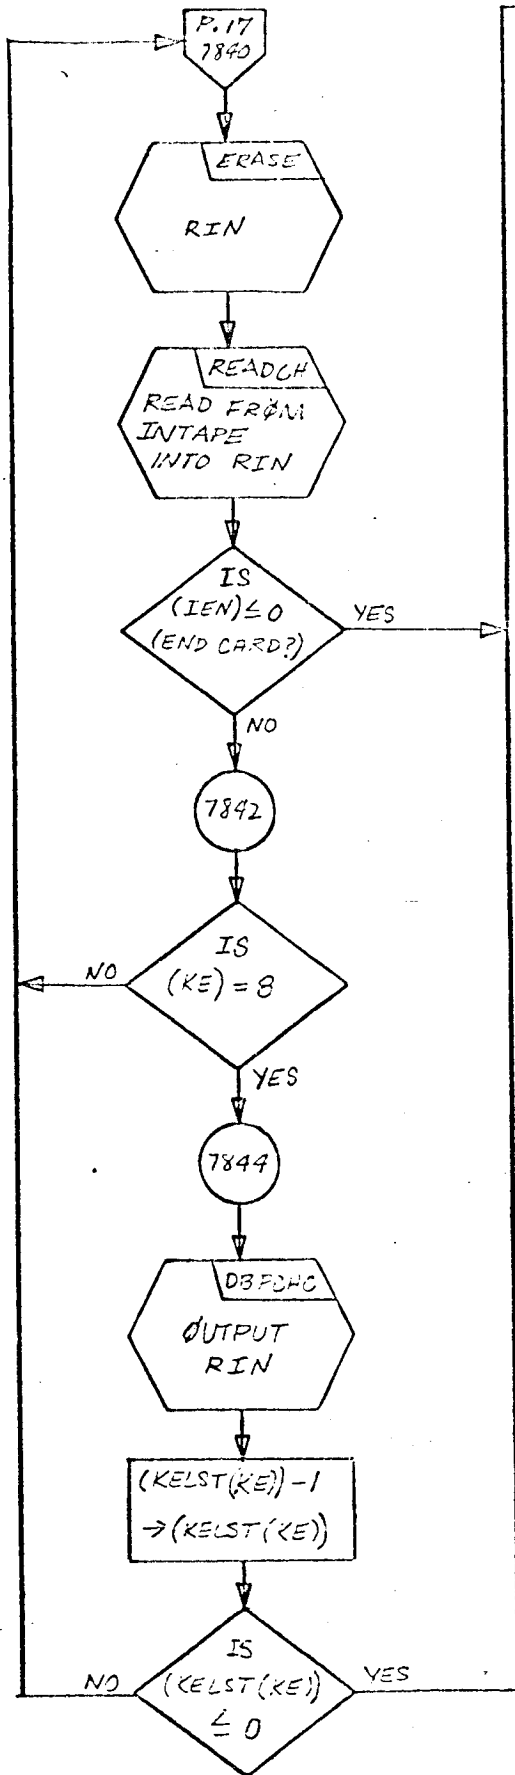 P.17
7840
ERASE
RIN
READCH
READ FRØM
INTAPE
INTO RIN
IS
(IEN) ≤ 0
(END CARD?)
YES
NO
7842
IS
(KE) = 8
NO
YES
7844
ØUTPUT
RIN
(KELST(KE)) - 1
→ (KELST(KE))
IS
(KELST(KE))
≤ 0
NO
YES